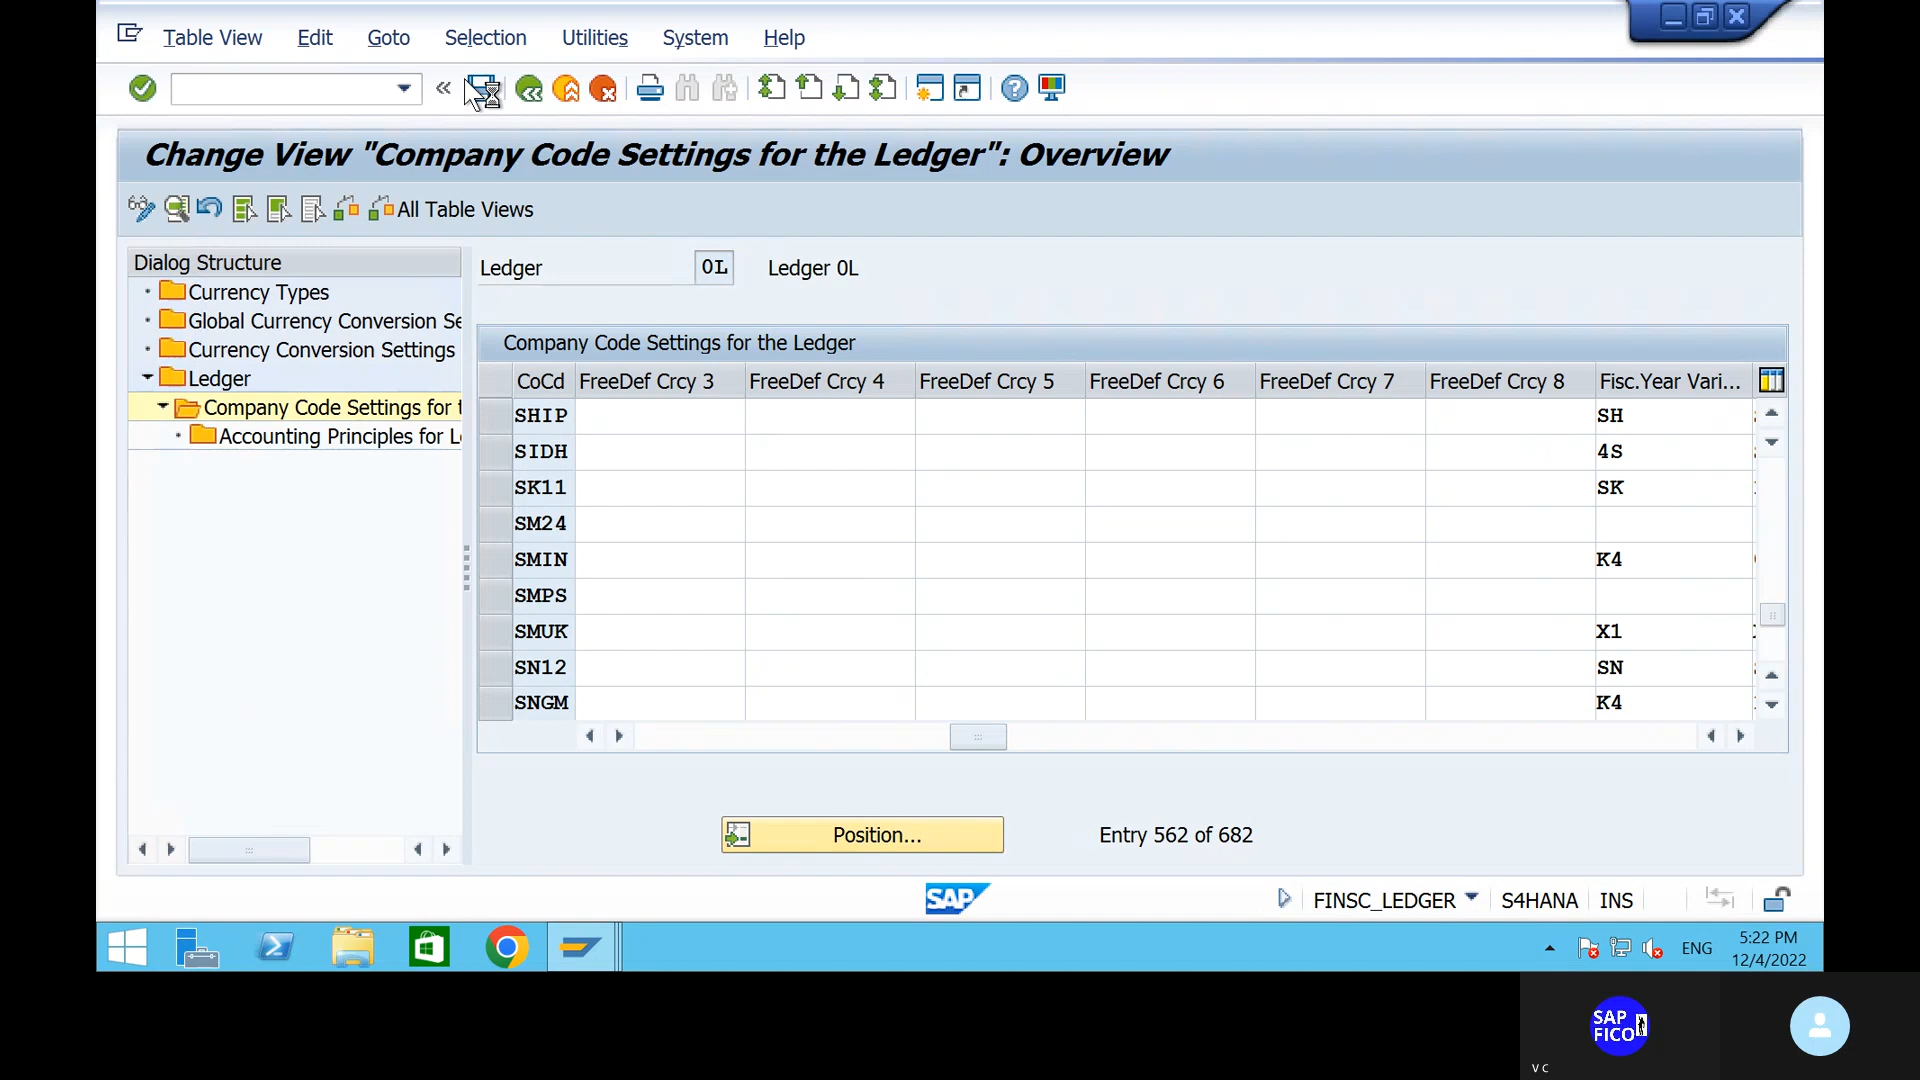 Table View Edit Goto Selection Utilities System Help
Change View "Company Code Settings for the Ledger": Overview
All Table Views
Dialog Structure
Currency Types
Global Currency Conversion Se
Currency Conversion Settings
Ledger
Company Code Settings for t
Accounting Principles for L
Ledger 0L Ledger 0L
Company Code Settings for the Ledger
CoCd FreeDef Crcy 3 FreeDef Crcy 4 FreeDef Crcy 5 FreeDef Crcy 6 FreeDef Crcy 7 FreeDef Crcy 8 Fisc.Year Vari...
SHIP SH
SIDH 4S
SK11 SK
SM24
SMIN K4
SMPS
SMUK X1
SN12 SN
SNGM K4
Position... Entry 562 of 682
SAP FINSC_LEDGER S4HANA INS
ENG 5:22 PM
12/4/2022
SAP
FICO
V C